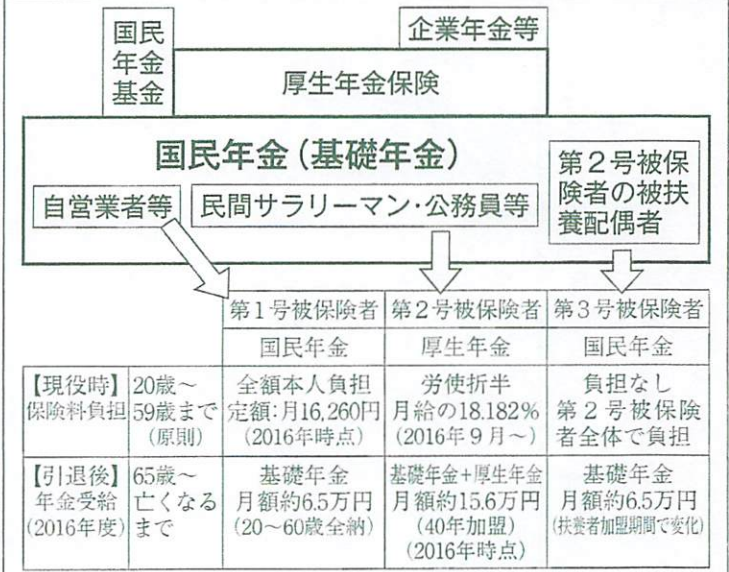 国民
年金
基金
企業年金等
厚生年金保険
国民年金(基礎年金)
自営業者等
民間サラリーマン・公務員等
第2号被保
険者の被扶
養配偶者
第1号被保険者
第2号被保険者
第3号被保険者
国民年金
厚生年金
国民年金
【現役時】
保険料負担
20歳~
59歳まで
(原則)
全額本人負担
定額:月16,260円
(2016年時点)
労使折半
月給の18.182%
(2016年9月~)
負担なし
第2号被保険
者全体で負担
【引退後】
年金受給
(2016年度)
65歳~
亡くなる
まで
基礎年金
月額約6.5万円
(20~60歳全納)
基礎年金+厚生年金
月額約15.6万円
(40年加盟)
(2016年時点)
基礎年金
月額約6.5万円
(扶養者加盟期間で変化)